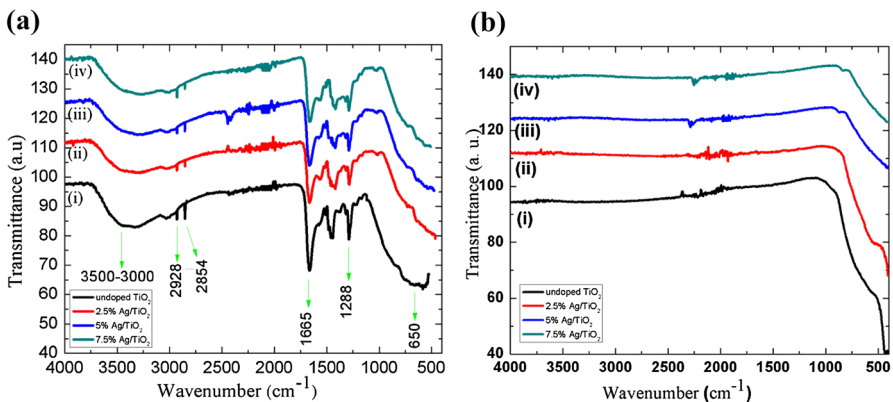 (a)
Transmittance (a.u)
140
130
120
110
100
90
80
70
60
50
40
(iv)
(iii)
(ii)
(i)
3500-3000
2928
2854
1665
1288
650
undoped TiO₂
2.5% Ag/TiO₂
5% Ag/TiO₂
7.5% Ag/TiO₂
4000 3500 3000 2500 2000 1500 1000 500
Wavenumber (cm⁻¹)
(b)
Transmittance (a. u.)
140
120
100
80
60
40
(iv)
(iii)
(ii)
(i)
undoped TiO₂
2.5% Ag/TiO₂
5% Ag/TiO₂
7.5% Ag/TiO₂
4000 3500 3000 2500 2000 1500 1000 500
Wavenumber (cm⁻¹)